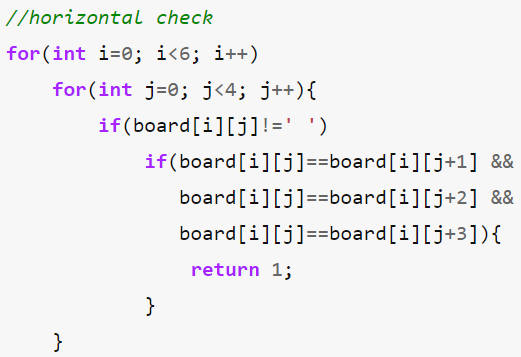 //horizontal check
for(int i=0; i<6; i++)
    for(int j=0; j<4; j++){
        if(board[i][j]!=' ')
            if(board[i][j]==board[i][j+1] &&
               board[i][j]==board[i][j+2] &&
               board[i][j]==board[i][j+3]){
                return 1;
            }
    }